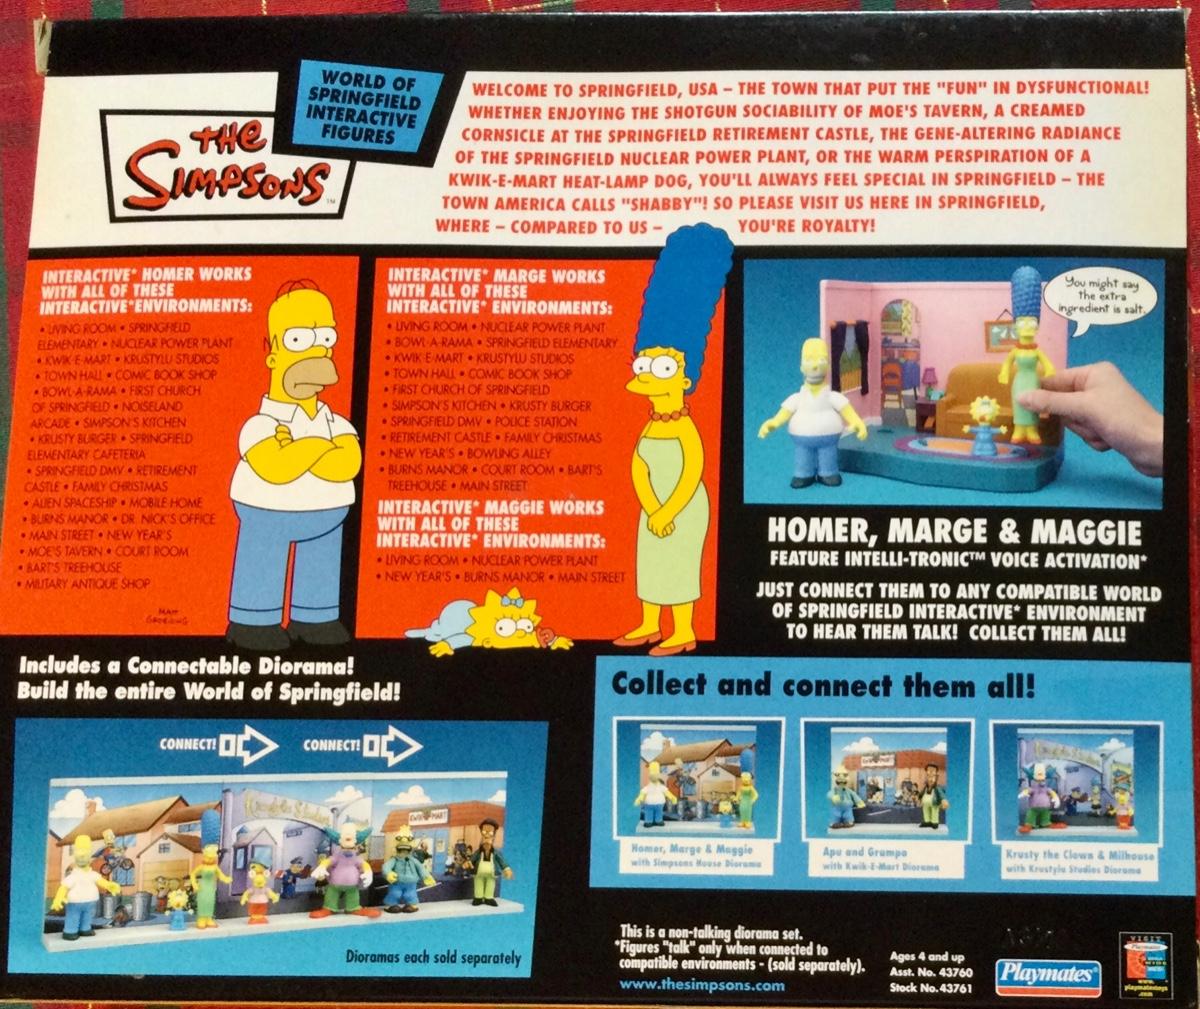 WORLD OF
SPRINGFIELD
INTERACTIVE
FIGURES
THE
SIMPSONS
TM
WELCOME TO SPRINGFIELD, USA – THE TOWN THAT PUT THE "FUN" IN DYSFUNCTIONAL!
WHETHER ENJOYING THE SHOTGUN SOCIABILITY OF MOE'S TAVERN, A CREAMED
CORNSICLE AT THE SPRINGFIELD RETIREMENT CASTLE, THE GENE-ALTERING RADIANCE
OF THE SPRINGFIELD NUCLEAR POWER PLANT, OR THE WARM PERSPIRATION OF A
KWIK-E-MART HEAT-LAMP DOG, YOU'LL ALWAYS FEEL SPECIAL IN SPRINGFIELD – THE
TOWN AMERICA CALLS "SHABBY"! SO PLEASE VISIT US HERE IN SPRINGFIELD,
WHERE – COMPARED TO US – YOU'RE ROYALTY!
INTERACTIVE* HOMER WORKS
WITH ALL OF THESE
INTERACTIVE* ENVIRONMENTS:
• LIVING ROOM • SPRINGFIELD
ELEMENTARY • NUCLEAR POWER PLANT
• KWIK-E-MART • KRUSTYLU STUDIOS
• TOWN HALL • COMIC BOOK SHOP
• BOWL-A-RAMA • FIRST CHURCH
OF SPRINGFIELD • NOISELAND
ARCADE • SIMPSON'S KITCHEN
• KRUSTY BURGER • SPRINGFIELD
ELEMENTARY CAFETERIA
• SPRINGFIELD DMV • RETIREMENT
CASTLE • FAMILY CHRISTMAS
• ALIEN SPACESHIP • MOBILE HOME
• BURNS MANOR • DR. NICK'S OFFICE
• MAIN STREET • NEW YEAR'S
• MOE'S TAVERN • COURT ROOM
• BART'S TREEHOUSE
• MILITARY ANTIQUE SHOP
MATT
GROENING
INTERACTIVE* MARGE WORKS
WITH ALL OF THESE
INTERACTIVE* ENVIRONMENTS:
• LIVING ROOM • NUCLEAR POWER PLANT
• BOWL-A-RAMA • SPRINGFIELD ELEMENTARY
• KWIK-E-MART • KRUSTYLU STUDIOS
• TOWN HALL • COMIC BOOK SHOP
• FIRST CHURCH OF SPRINGFIELD
• SIMPSON'S KITCHEN • KRUSTY BURGER
• SPRINGFIELD DMV • POLICE STATION
• RETIREMENT CASTLE • FAMILY CHRISTMAS
• NEW YEAR'S • BOWLING ALLEY
• BURNS MANOR • COURT ROOM • BART'S
TREEHOUSE • MAIN STREET
INTERACTIVE* MAGGIE WORKS
WITH ALL OF THESE
INTERACTIVE* ENVIRONMENTS:
• LIVING ROOM • NUCLEAR POWER PLANT
• NEW YEAR'S • BURNS MANOR • MAIN STREET
You might say
the extra
ingredient is salt.
HOMER, MARGE & MAGGIE
FEATURE INTELLI-TRONIC™ VOICE ACTIVATION*
JUST CONNECT THEM TO ANY COMPATIBLE WORLD
OF SPRINGFIELD INTERACTIVE* ENVIRONMENT
TO HEAR THEM TALK! COLLECT THEM ALL!
Includes a Connectable Diorama!
Build the entire World of Springfield!
CONNECT! CONNECT!
Krustylu Studios
KWIK-E-MART
Dioramas each sold separately
Collect and connect them all!
KWIK-E-MART
Krustylu Studios
Homer, Marge & Maggie
with Simpsons House Diorama
Apu and Grampa
with Kwik-E-Mart Diorama
Krusty the Clown & Milhouse
with Krustylu Studios Diorama
This is a non-talking diorama set.
*Figures "talk" only when connected to
compatible environments - (sold separately).
www.thesimpsons.com
Ages 4 and up
Asst. No. 43760
Stock No. 43761
Playmates®
VISIT
Playmates
www.
playmatestoys
.com